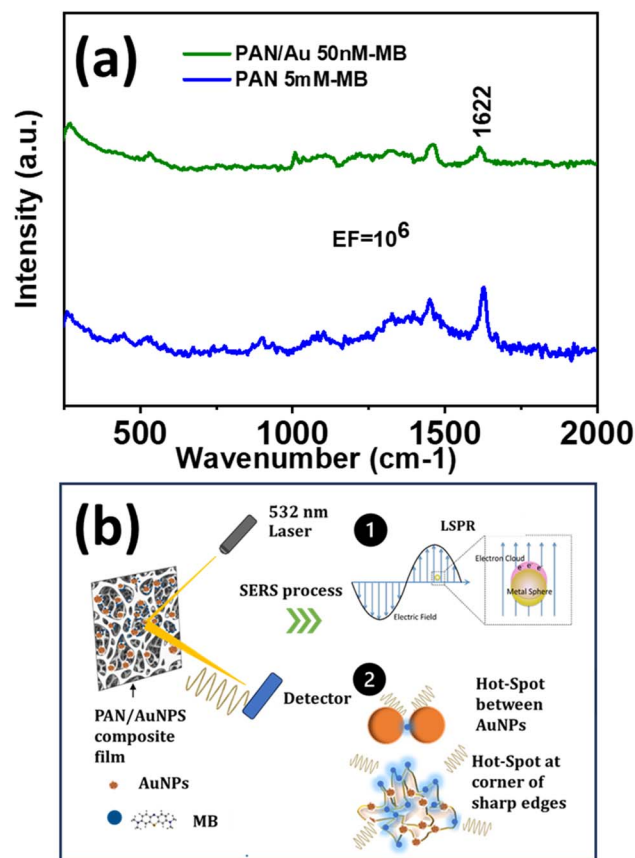 (a)
PAN/Au 50nM-MB
PAN 5mM-MB
1622
EF=10^6
Intensity (a.u.)
500 1000 1500 2000
Wavenumber (cm-1)
(b)
532 nm
Laser
SERS process
Detector
PAN/AuNPS
composite
film
AuNPs
MB
1
LSPR
Electric Field
Electron Cloud
e e e
Metal Sphere
2
Hot-Spot
between
AuNPs
Hot-Spot at
corner of
sharp edges